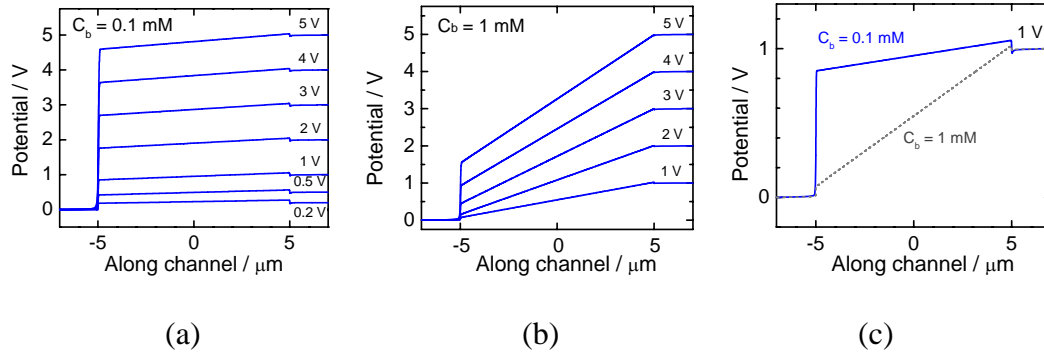 C_b = 0.1 mM
5 V
4 V
3 V
2 V
1 V
0.5 V
0.2 V
5
4
3
2
1
0
-5 0 5
Potential / V
Along channel / μm
(a)
Cb = 1 mM
5 V
4 V
3 V
2 V
1 V
5
4
3
2
1
0
-5 0 5
Potential / V
Along channel / μm
(b)
1 V
C_b = 0.1 mM
C_b = 1 mM
1
0
-5 0 5
Potential / V
Along channel / μm
(c)